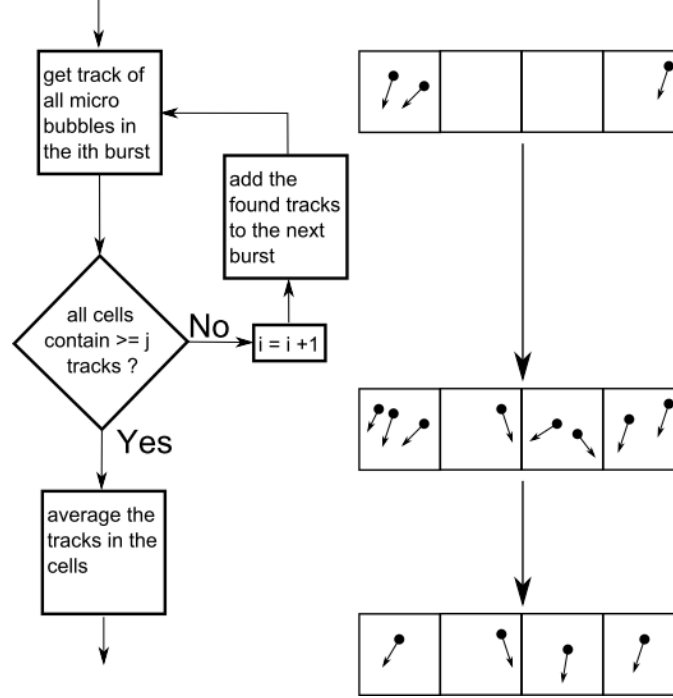 get track of
all micro
bubbles in
the ith burst
add the
found tracks
to the next
burst
all cells
contain >= j
tracks ?
No
i = i +1
Yes
average the
tracks in the
cells